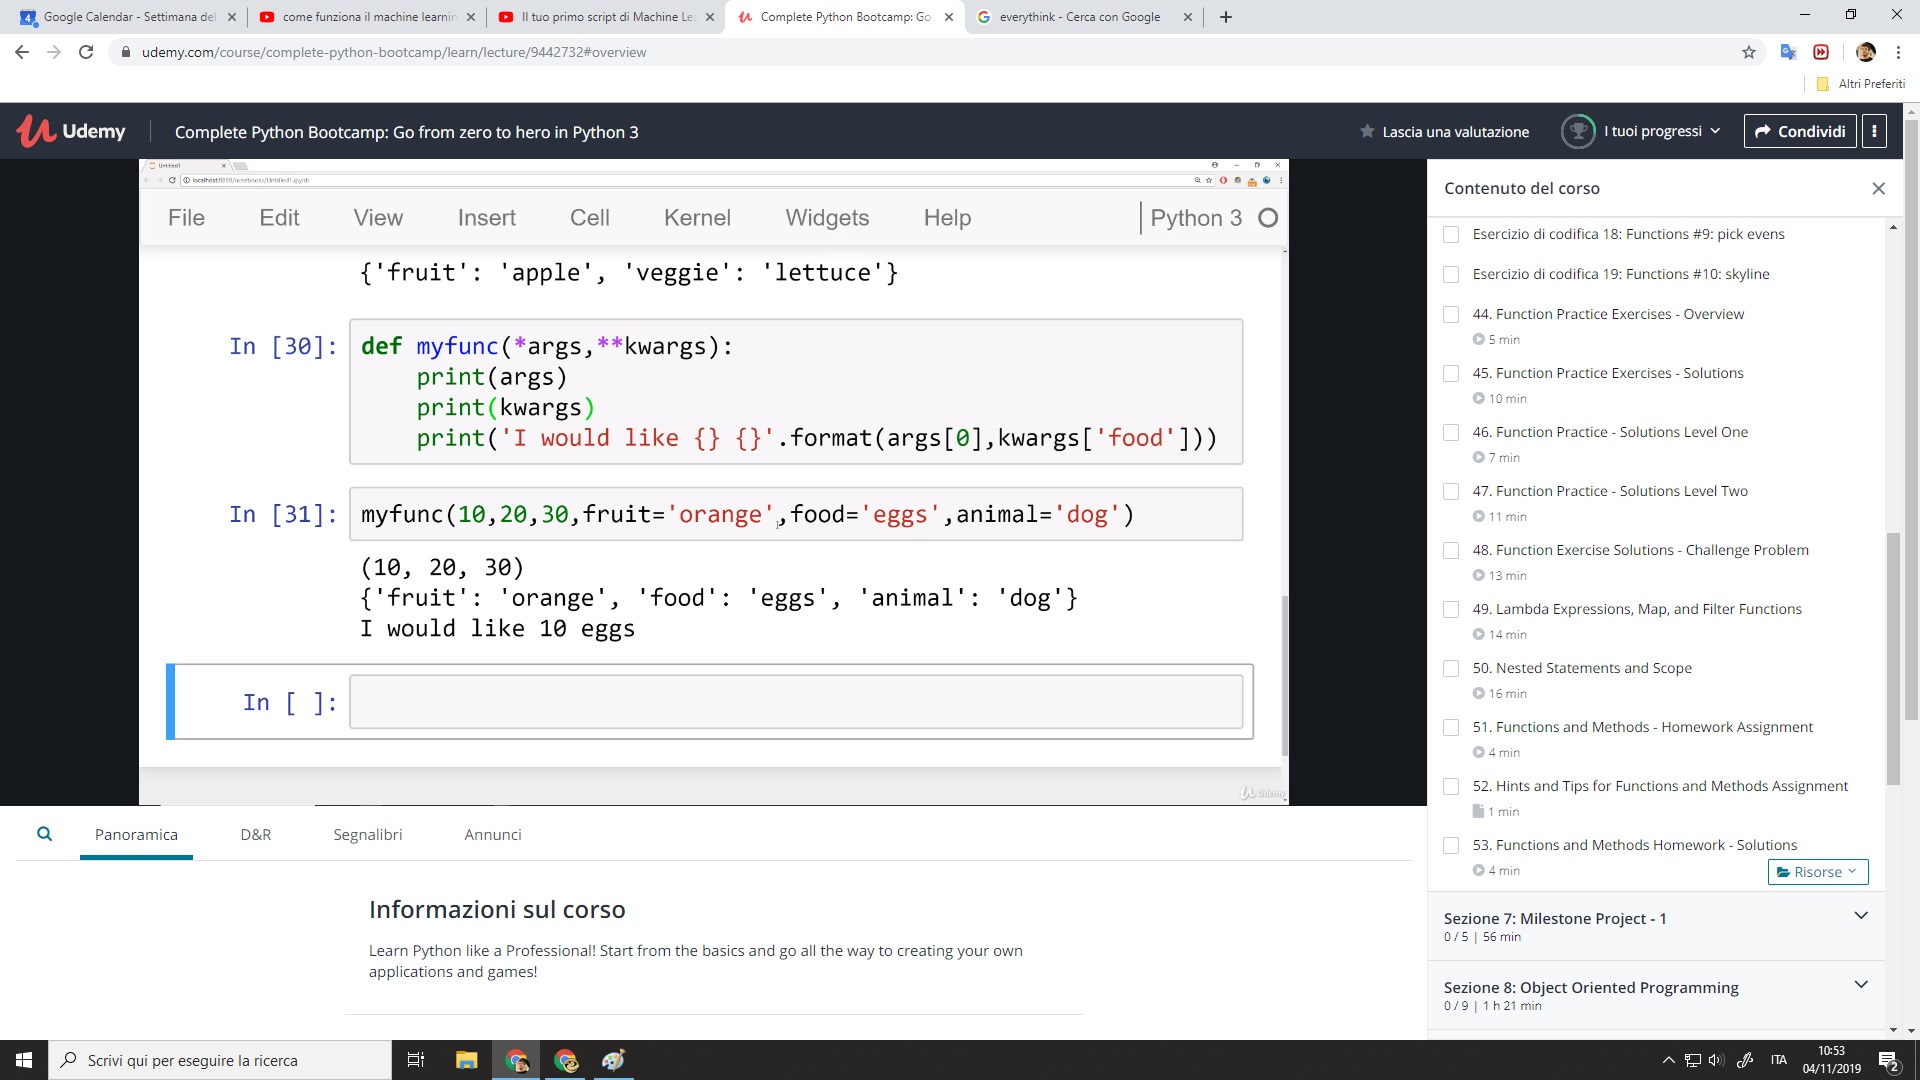 Google Calendar - Settimana del
come funziona il machine learnin
Il tuo primo script di Machine Le
Complete Python Bootcamp: Go
everythink - Cerca con Google
udemy.com/course/complete-python-bootcamp/learn/lecture/9442732#overview
Altri Preferiti
Udemy
Complete Python Bootcamp: Go from zero to hero in Python 3
Lascia una valutazione
I tuoi progressi
Condividi
Untitled1
localhost:8888/notebooks/Untitled1.ipynb
File Edit View Insert Cell Kernel Widgets Help Python 3
{'fruit': 'apple', 'veggie': 'lettuce'}
In [30]: def myfunc(*args,**kwargs):
print(args)
print(kwargs)
print('I would like {} {}'.format(args[0],kwargs['food']))
In [31]: myfunc(10,20,30,fruit='orange',food='eggs',animal='dog')
(10, 20, 30)
{'fruit': 'orange', 'food': 'eggs', 'animal': 'dog'}
I would like 10 eggs
In [ ]:
Udemy
Contenuto del corso
Esercizio di codifica 18: Functions #9: pick evens
Esercizio di codifica 19: Functions #10: skyline
44. Function Practice Exercises - Overview
5 min
45. Function Practice Exercises - Solutions
10 min
46. Function Practice - Solutions Level One
7 min
47. Function Practice - Solutions Level Two
11 min
48. Function Exercise Solutions - Challenge Problem
13 min
49. Lambda Expressions, Map, and Filter Functions
14 min
50. Nested Statements and Scope
16 min
51. Functions and Methods - Homework Assignment
4 min
52. Hints and Tips for Functions and Methods Assignment
1 min
53. Functions and Methods Homework - Solutions
4 min
Risorse
Sezione 7: Milestone Project - 1
0 / 5 | 56 min
Sezione 8: Object Oriented Programming
0 / 9 | 1 h 21 min
Panoramica
D&R
Segnalibri
Annunci
Informazioni sul corso
Learn Python like a Professional! Start from the basics and go all the way to creating your own
applications and games!
Scrivi qui per eseguire la ricerca
ITA
10:53
04/11/2019
2